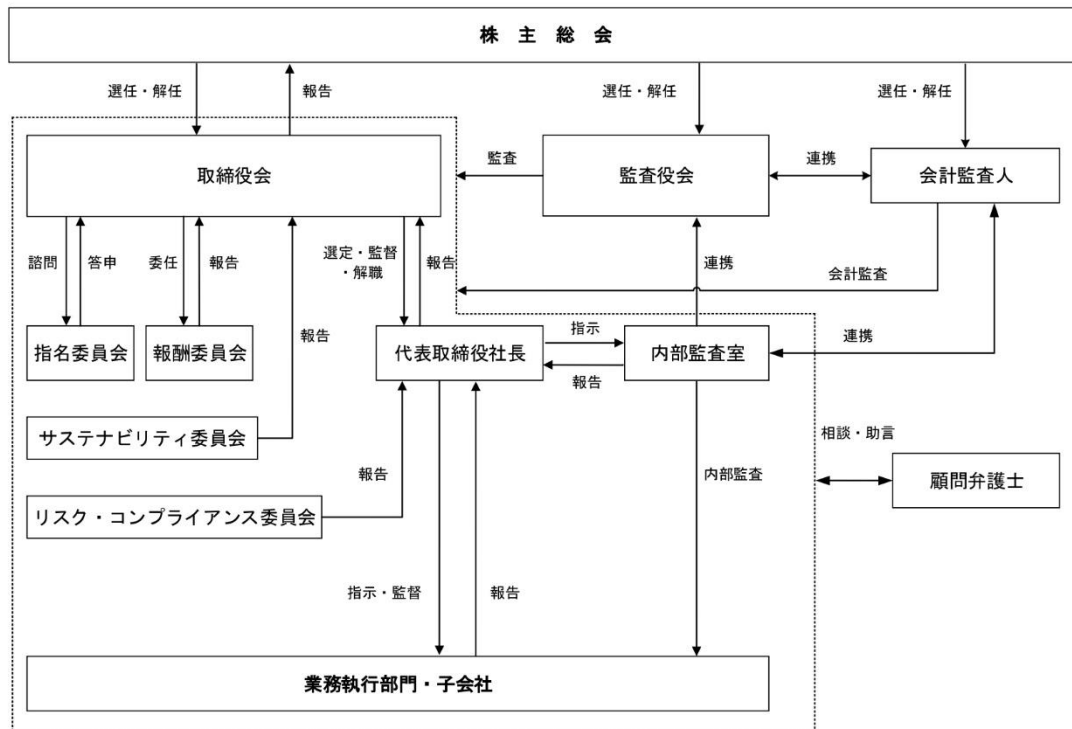 株 主 総 会
選任・解任
報告
選任・解任
選任・解任
取締役会
監査
監査役会
連携
会計監査人
諮問
答申
委任
報告
選定・監督
・解職
報告
連携
会計監査
報告
指名委員会
報酬委員会
代表取締役社長
指示
報告
内部監査室
連携
サステナビリティ委員会
報告
内部監査
相談・助言
顧問弁護士
リスク・コンプライアンス委員会
指示・監督
報告
業務執行部門・子会社